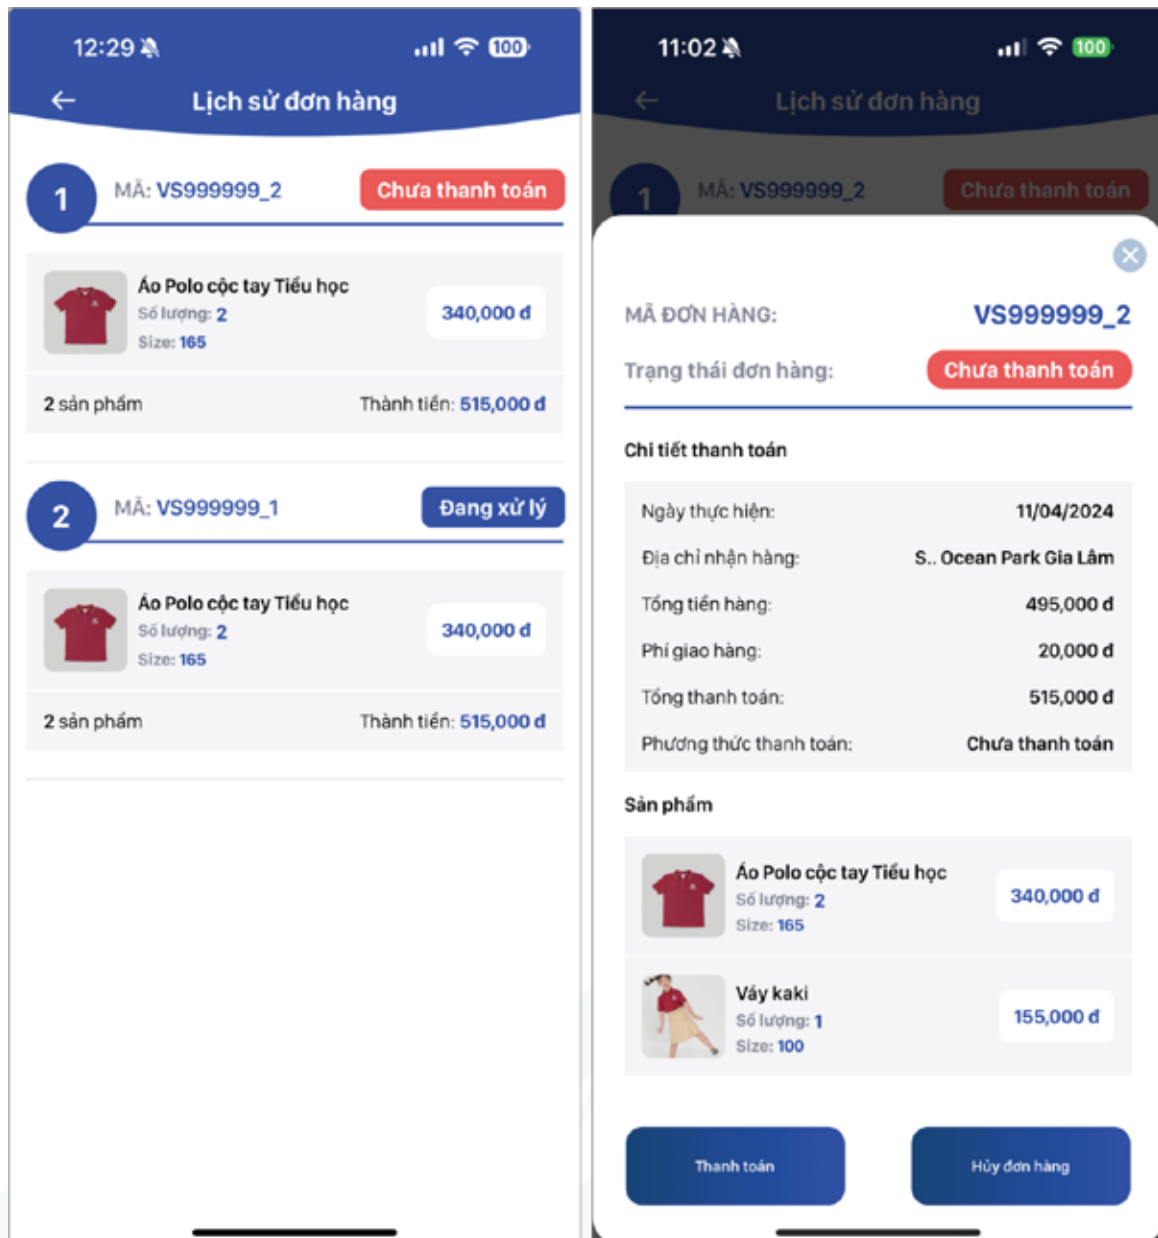 12:29
100
Lịch sử đơn hàng
1
MÃ: VS999999_2
Chưa thanh toán
Áo Polo cộc tay Tiểu học
Số lượng: 2
340,000 đ
Size: 165
2 sản phẩm
Thành tiền: 515,000 đ
2
MÃ: VS999999_1
Đang xử lý
Áo Polo cộc tay Tiểu học
Số lượng: 2
340,000 đ
Size: 165
2 sản phẩm
Thành tiền: 515,000 đ
11:02
100
Lịch sử đơn hàng
1
MÃ: VS999999_2
Chưa thanh toán
MÃ ĐƠN HÀNG:
VS999999_2
Trạng thái đơn hàng:
Chưa thanh toán
Chi tiết thanh toán
Ngày thực hiện:
11/04/2024
Địa chỉ nhận hàng:
S.. Ocean Park Gia Lâm
Tổng tiền hàng:
495,000 đ
Phí giao hàng:
20,000 đ
Tổng thanh toán:
515,000 đ
Phương thức thanh toán:
Chưa thanh toán
Sản phẩm
Áo Polo cộc tay Tiểu học
Số lượng: 2
340,000 đ
Size: 165
Váy kaki
Số lượng: 1
155,000 đ
Size: 100
Thanh toán
Hủy đơn hàng